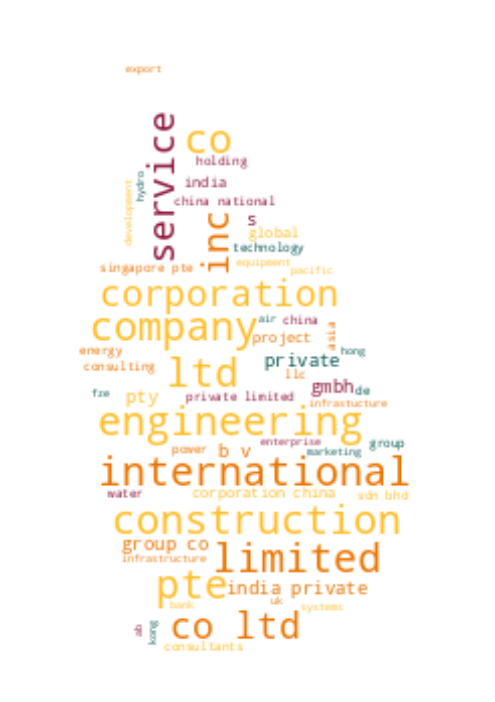 export
service
co
holding
hydro
india
development
china national
inc
s
global
technology
equipment
singapore pte
pacific
corporation
company
air
china
asia
project
energy
hong
consulting
ltd
private
llc
gmbh
de
fze
pty
private limited
infrastucture
engineering
enterprise
group
power
b v
marketing
international
water
corporation china
sdn bhd
construction
group co
limited
infrastructure
pte
india private
bank
uk
systems
ab
kong
co ltd
consultants